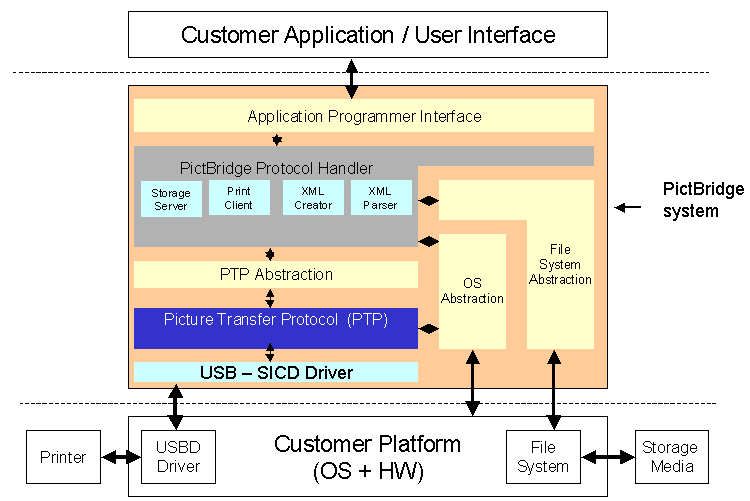 Customer Application / User Interface
Application Programmer Interface
PictBridge Protocol Handler
Storage
Server
Print
Client
XML
Creator
XML
Parser
PictBridge
system
File
System
Abstraction
OS
Abstraction
PTP Abstraction
Picture Transfer Protocol (PTP)
USB – SICD Driver
Printer
USBD
Driver
Customer Platform
(OS + HW)
File
System
Storage
Media